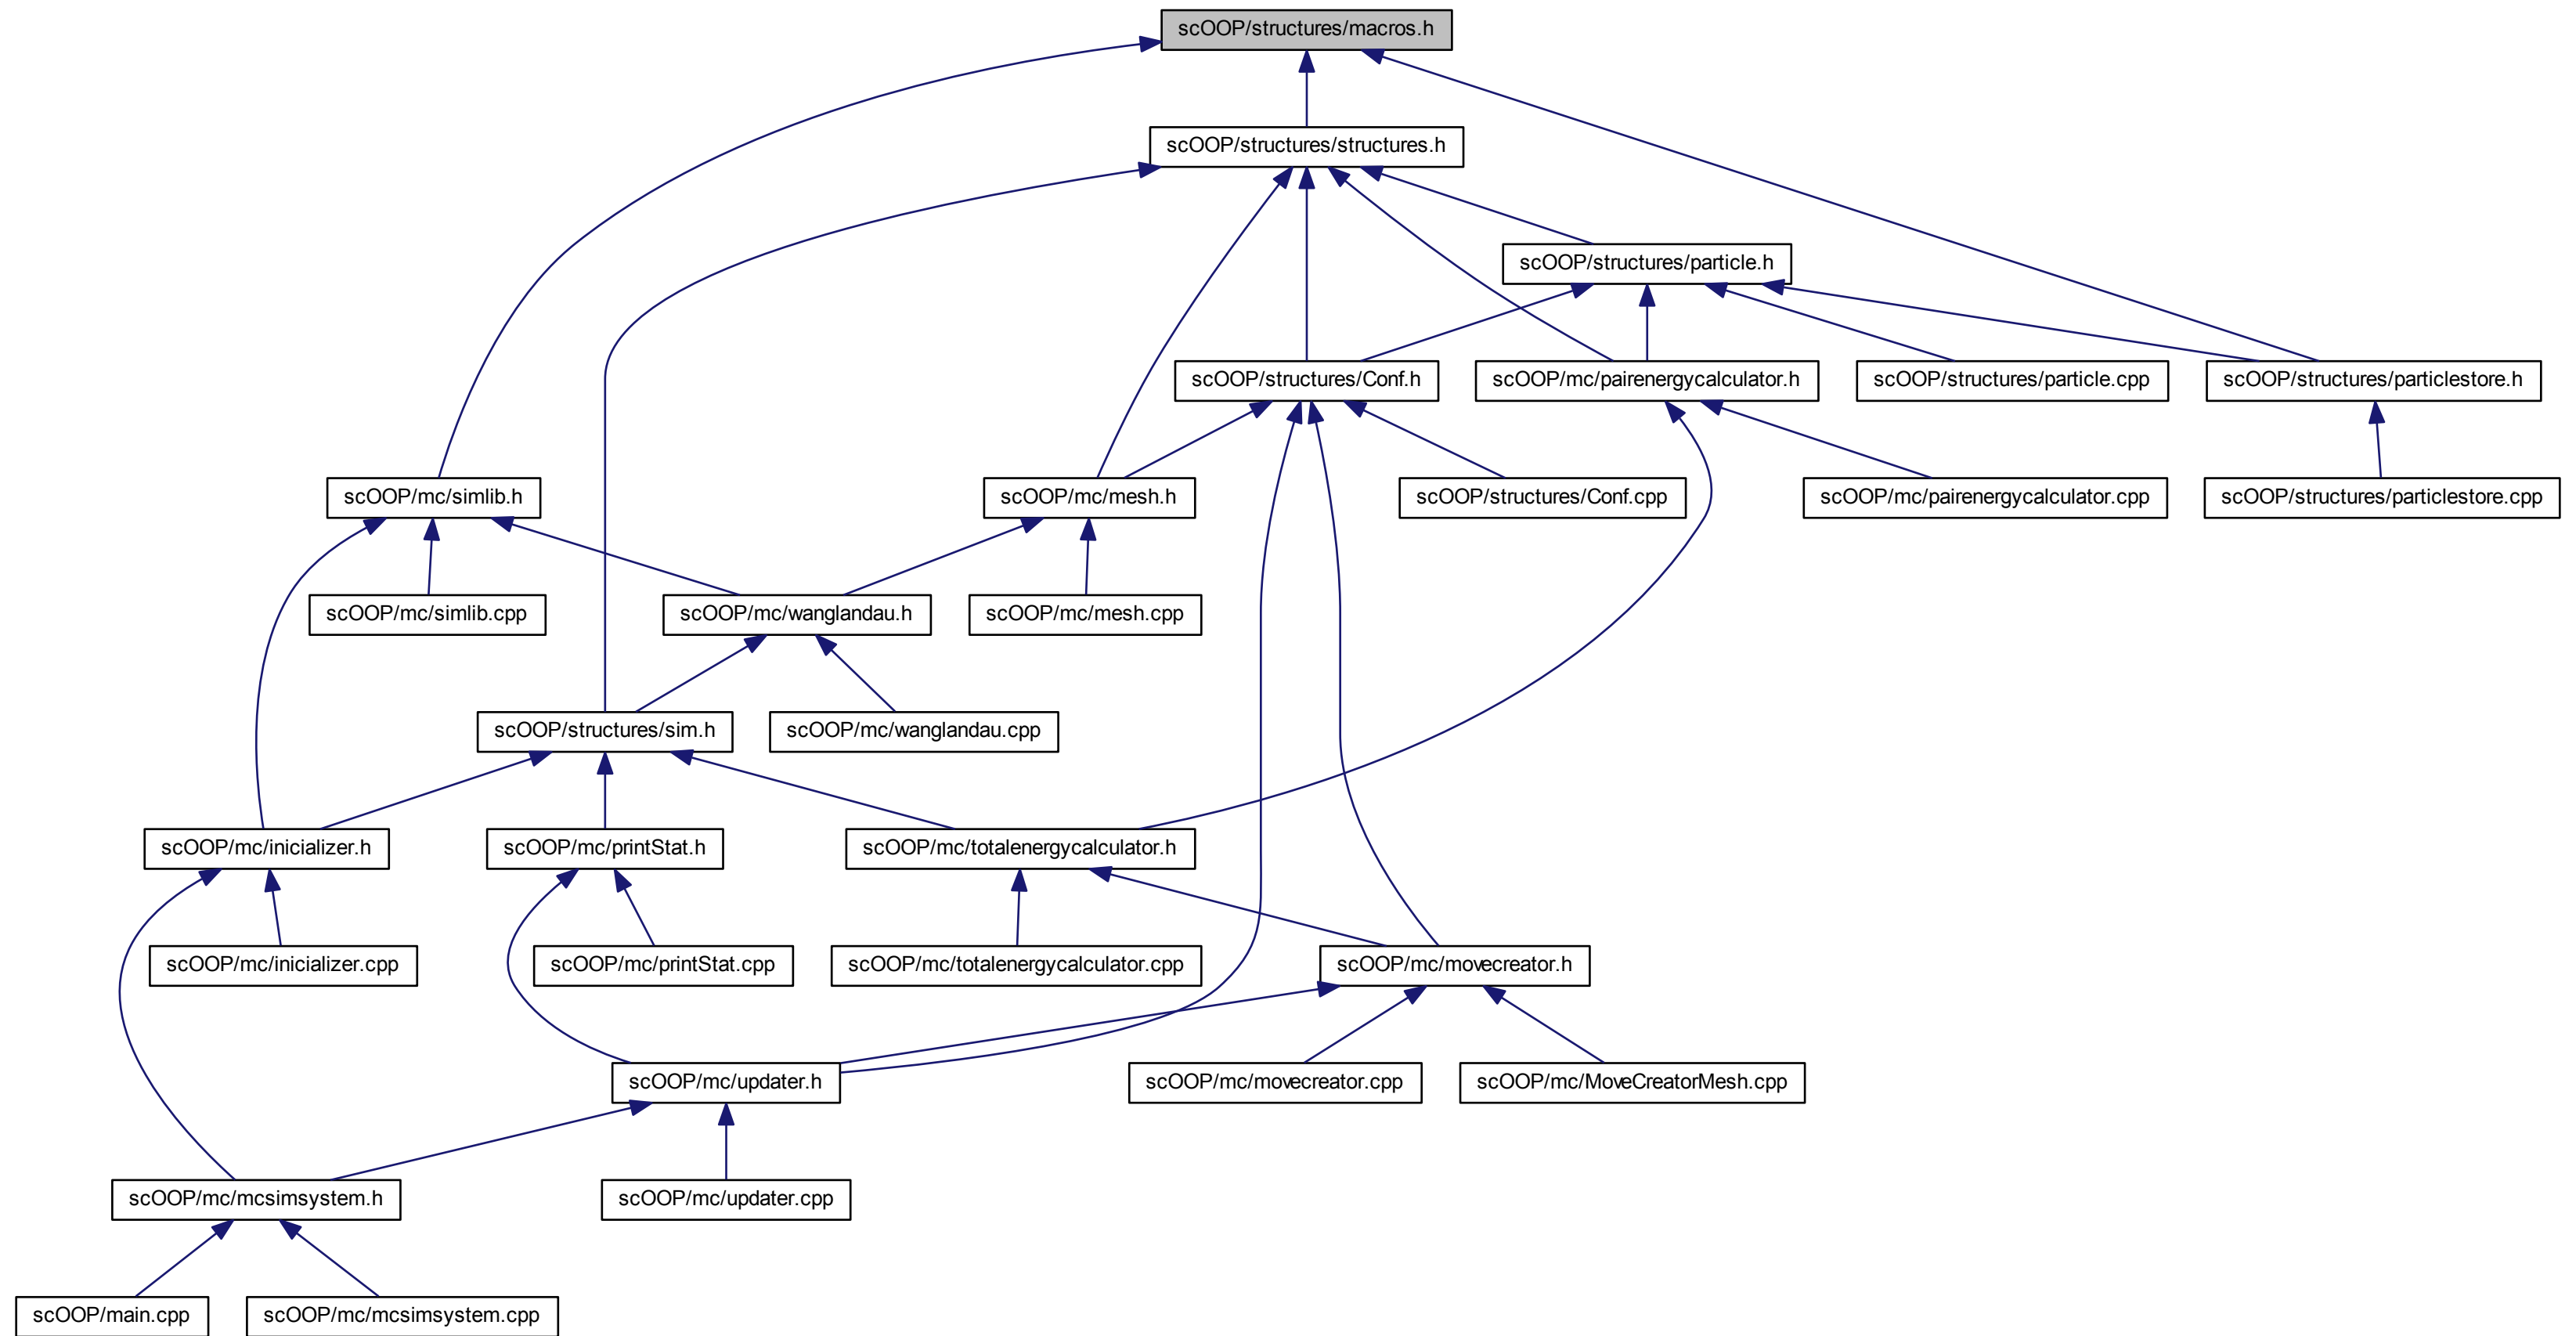 scOOP/structures/macros.h
scOOP/structures/structures.h
scOOP/structures/particle.h
scOOP/structures/Conf.h
scOOP/mc/pairenergycalculator.h
scOOP/structures/particle.cpp
scOOP/structures/particlestore.h
scOOP/mc/simlib.h
scOOP/mc/mesh.h
scOOP/structures/Conf.cpp
scOOP/mc/pairenergycalculator.cpp
scOOP/structures/particlestore.cpp
scOOP/mc/simlib.cpp
scOOP/mc/wanglandau.h
scOOP/mc/mesh.cpp
scOOP/structures/sim.h
scOOP/mc/wanglandau.cpp
scOOP/mc/inicializer.h
scOOP/mc/printStat.h
scOOP/mc/totalenergycalculator.h
scOOP/mc/inicializer.cpp
scOOP/mc/printStat.cpp
scOOP/mc/totalenergycalculator.cpp
scOOP/mc/movecreator.h
scOOP/mc/updater.h
scOOP/mc/movecreator.cpp
scOOP/mc/MoveCreatorMesh.cpp
scOOP/mc/mcsimsystem.h
scOOP/mc/updater.cpp
scOOP/main.cpp
scOOP/mc/mcsimsystem.cpp